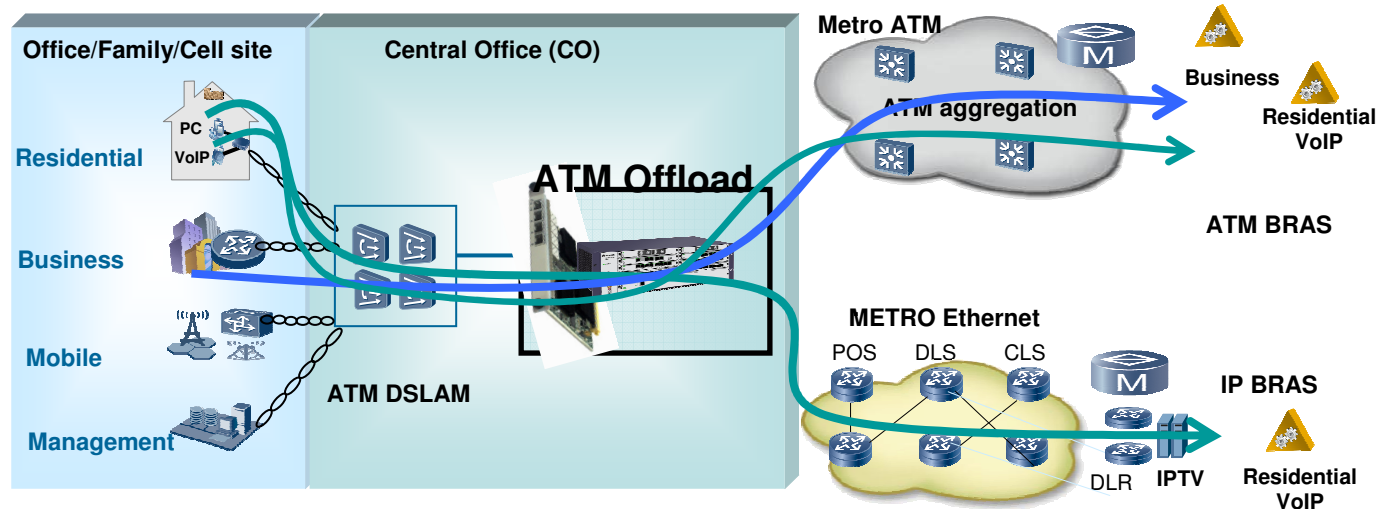 Office/Family/Cell site
Central Office (CO)
Metro ATM
M
Business
Residential
VoIP
PC
VoIP
Residential
ATM aggregation
ATM Offload
ATM BRAS
Business
METRO Ethernet
POS
DLS
CLS
Mobile
ATM DSLAM
M
IP BRAS
Management
DLR
IPTV
Residential
VoIP